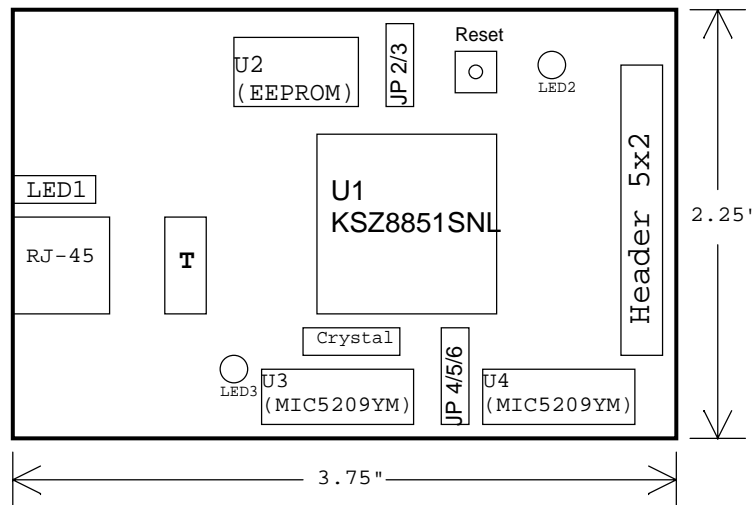 Reset
U2
(EEPROM)
JP 2/3
LED2
Header 5x2
LED1
U1
KSZ8851SNL
2.25"
RJ-45
T
Crystal
JP 4/5/6
LED3
U3
(MIC5209YM)
U4
(MIC5209YM)
3.75"